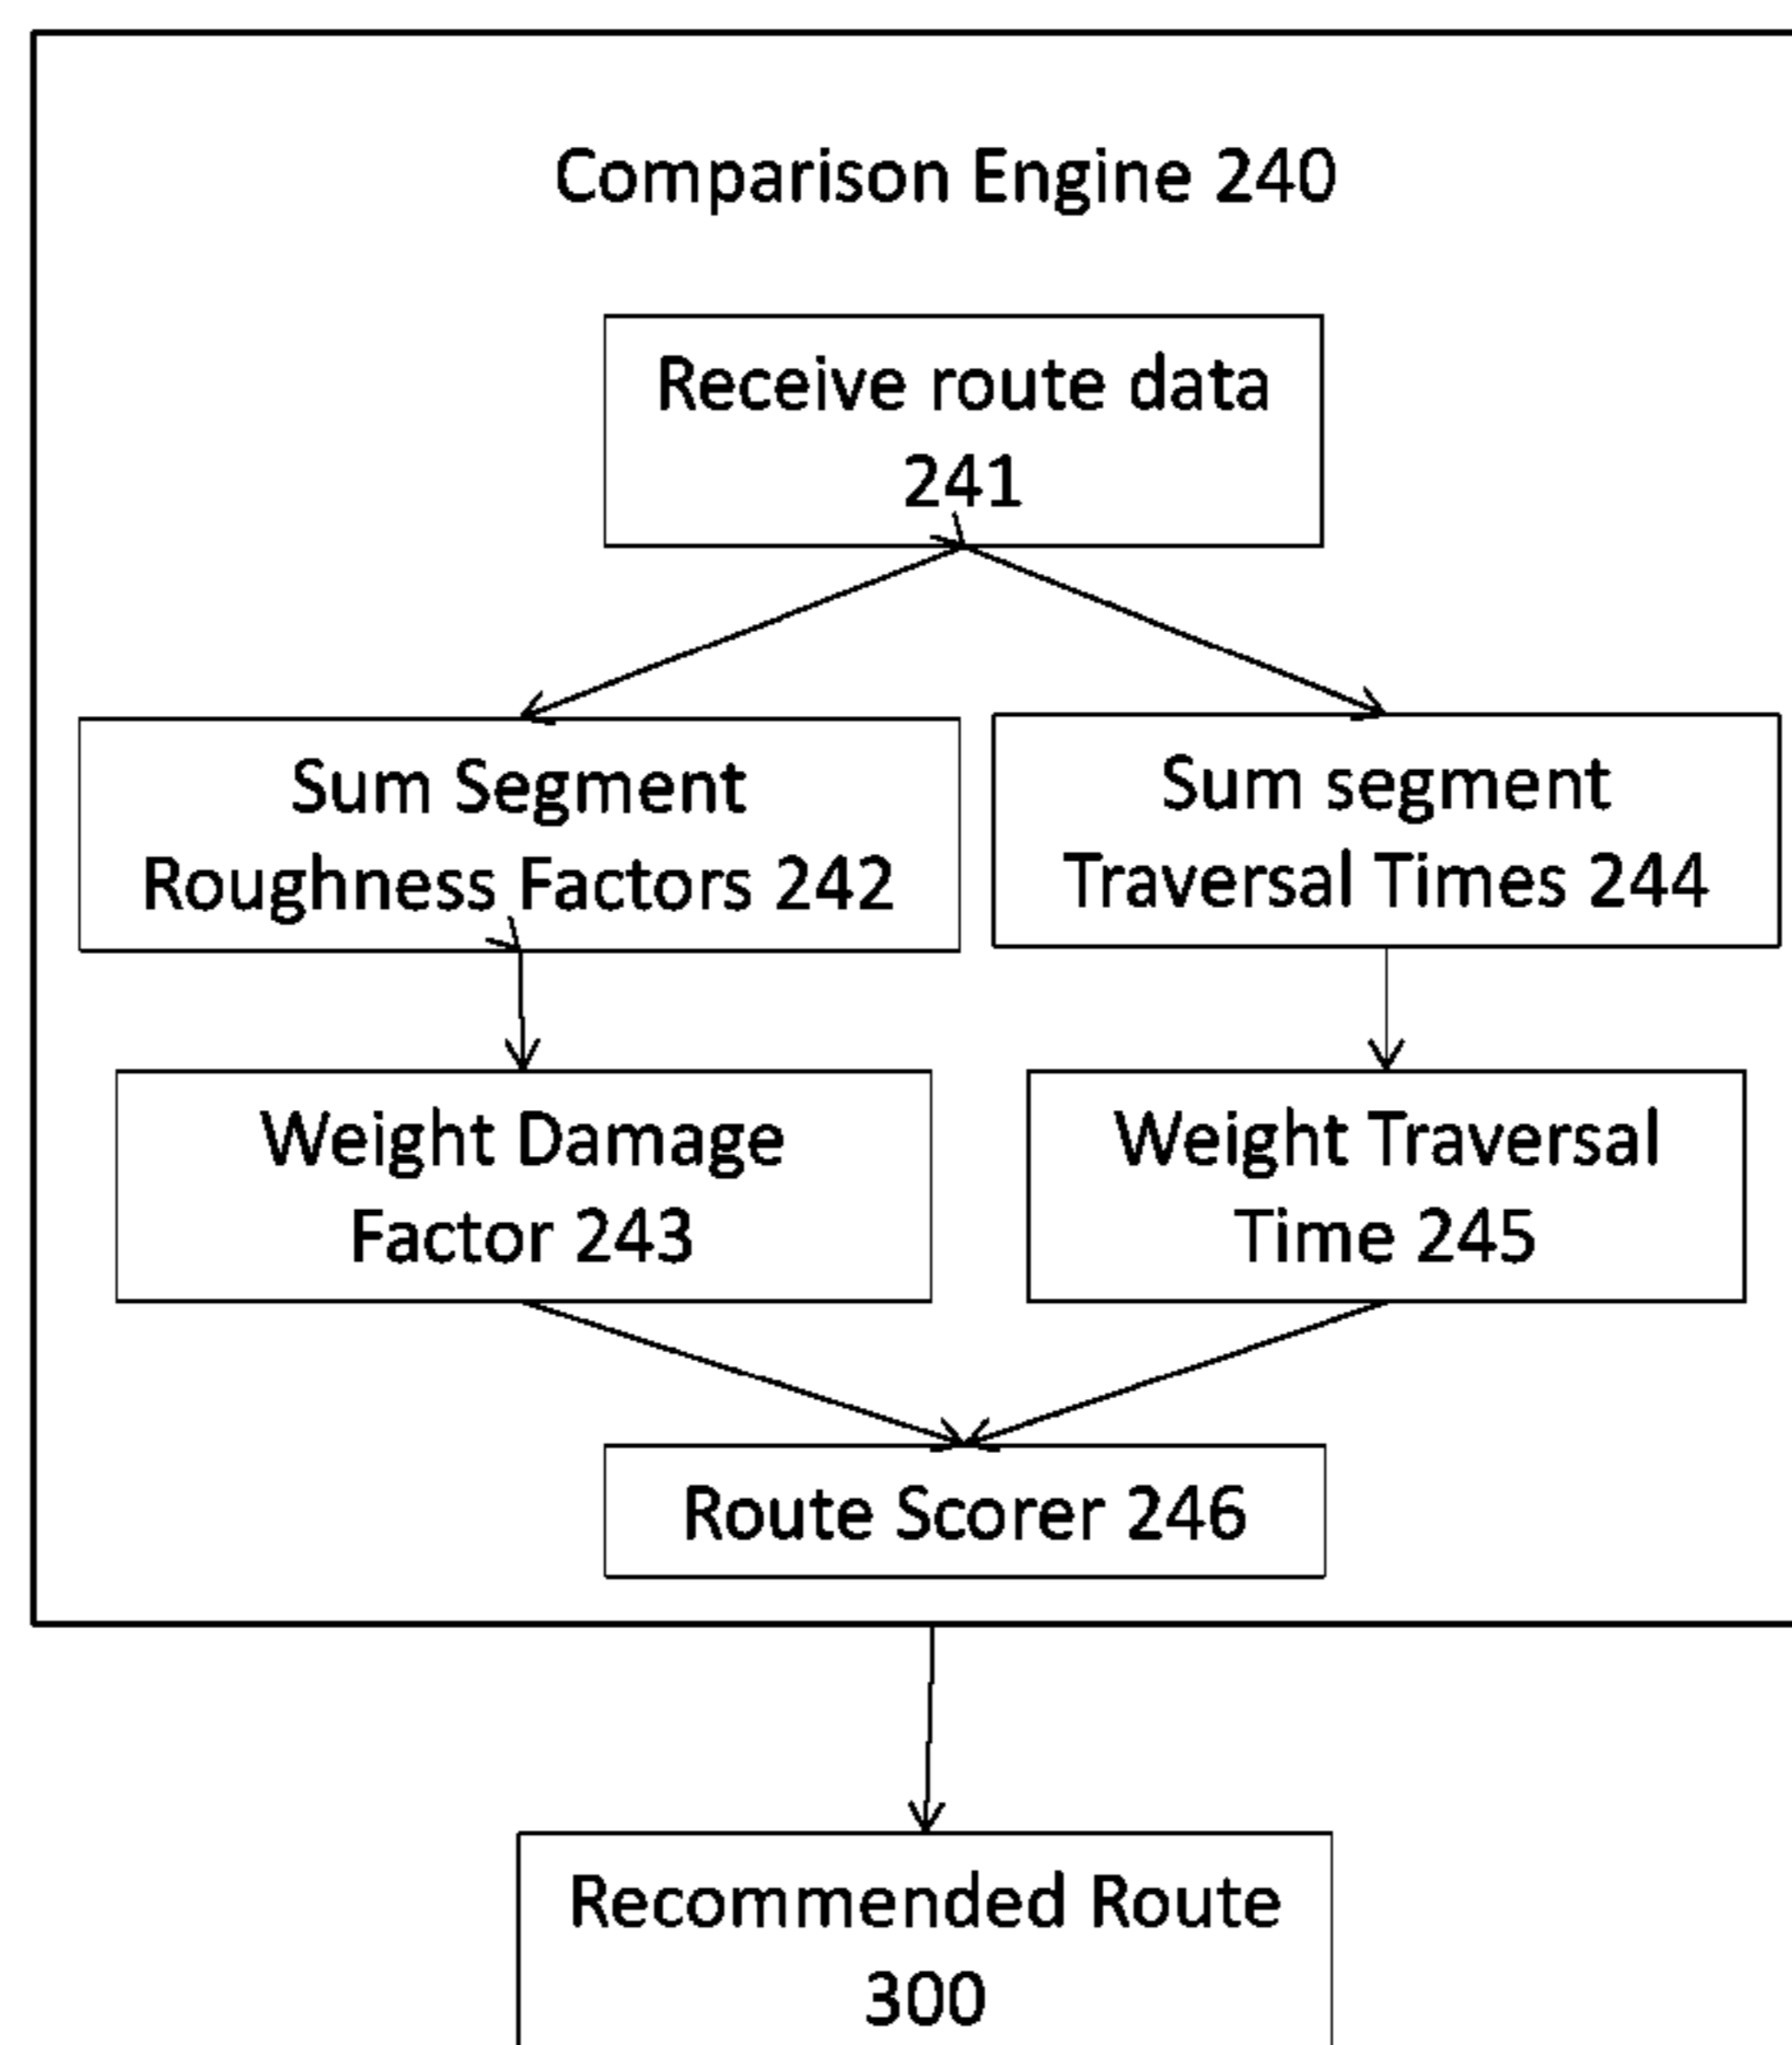 Comparison Engine 240
Receive route data
241
Sum Segment
Roughness Factors 242
Sum segment
Traversal Times 244
Weight Damage
Factor 243
Weight Traversal
Time 245
Route Scorer 246
Recommended Route
300